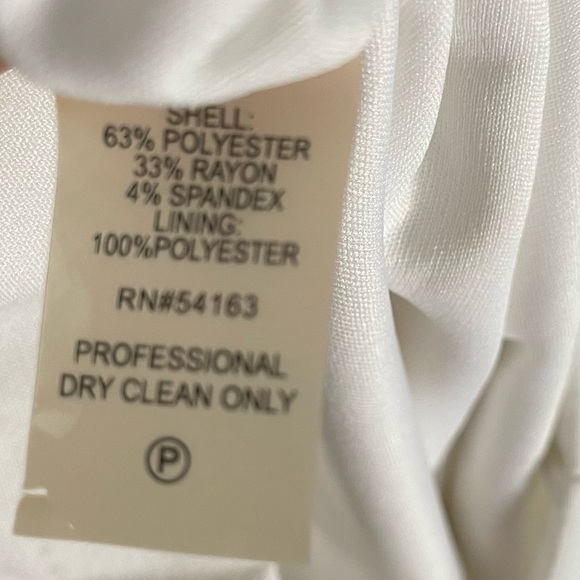 SHELL:
63% POLYESTER
33% RAYON
4% SPANDEX
LINING:
100%POLYESTER
RN#54163
PROFESSIONAL
DRY CLEAN ONLY
P